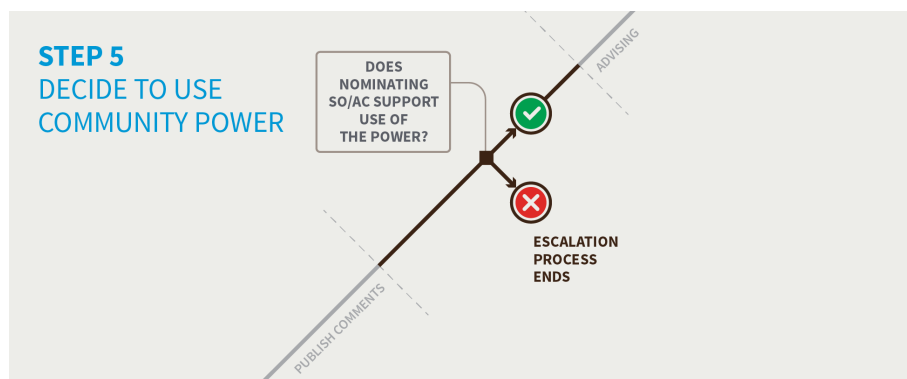 STEP 5
DECIDE TO USE
COMMUNITY POWER
DOES
NOMINATING
SO/AC SUPPORT
USE OF
THE POWER?
ADVISING
ESCALATION
PROCESS
ENDS
PUBLISH COMMENTS